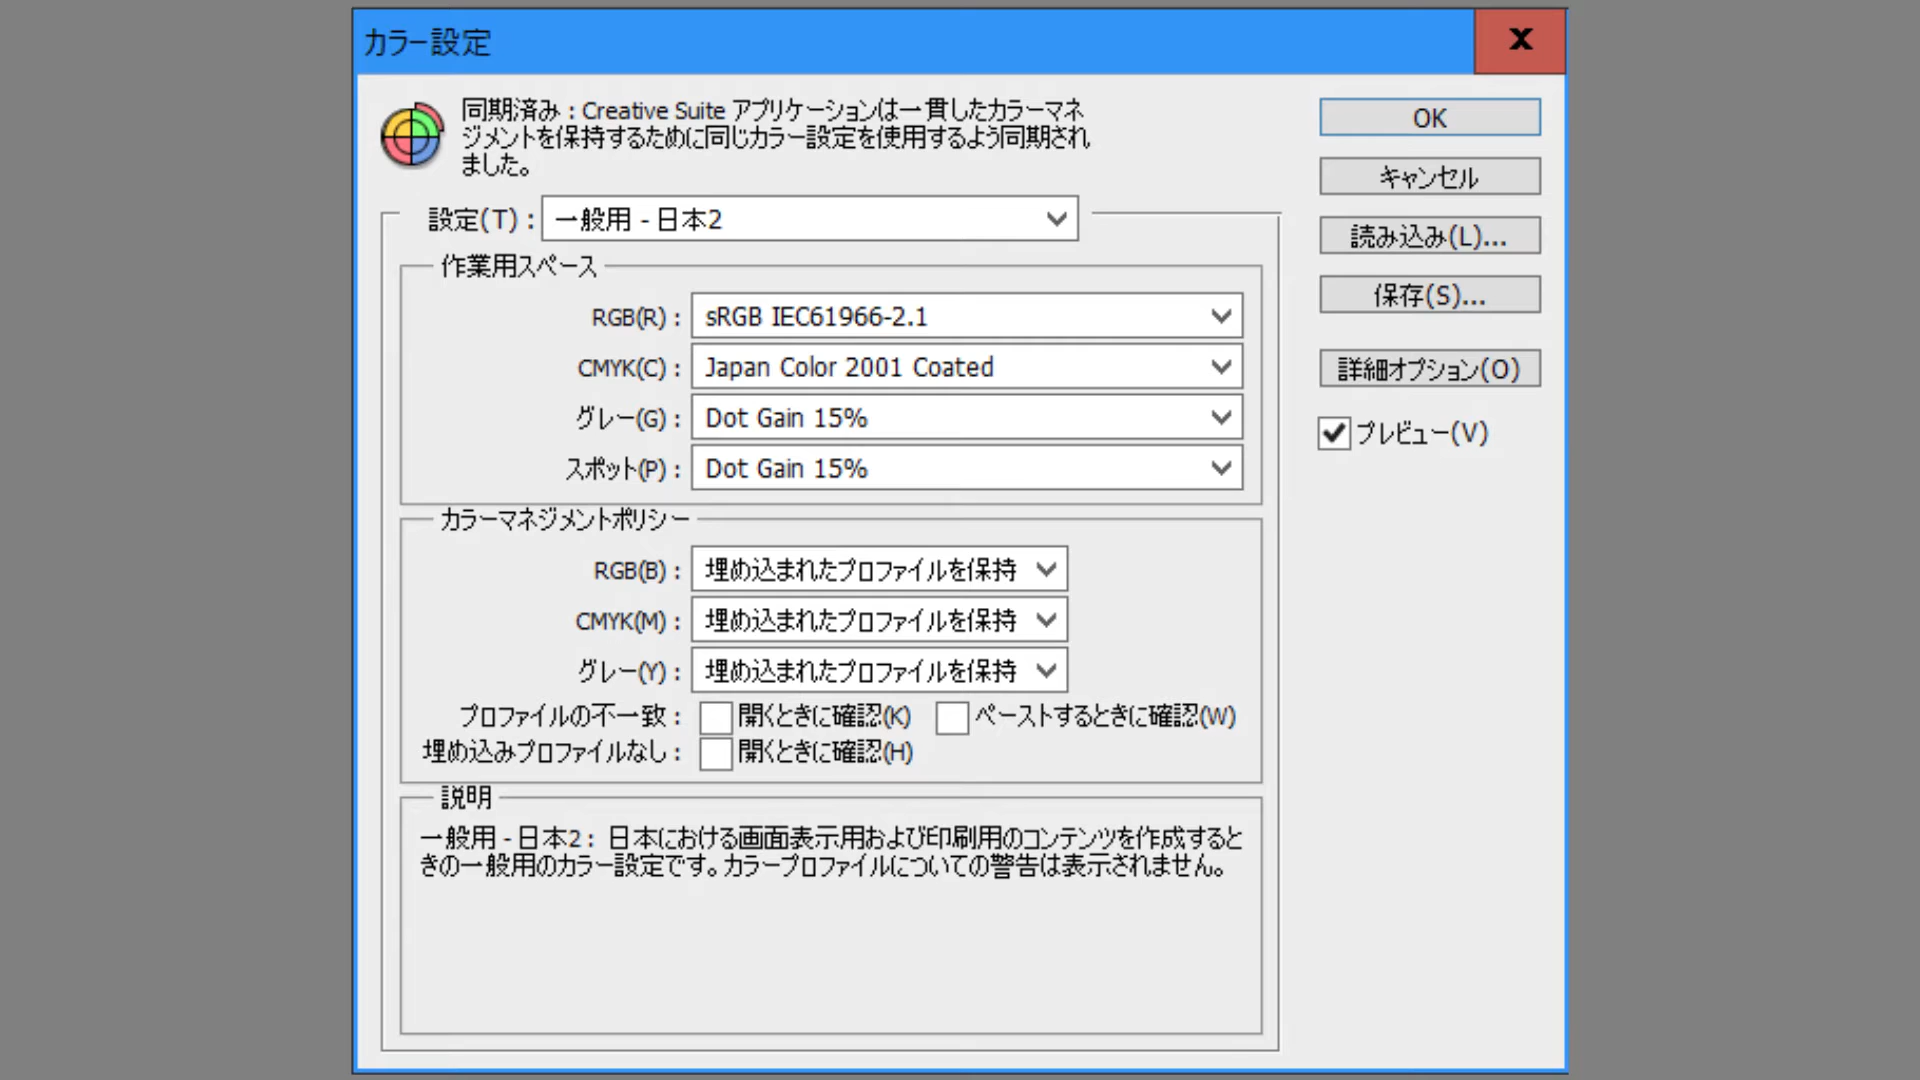 カラー設定
同期済み : Creative Suite アプリケーションは一貫したカラーマネ
ジメントを保持するために同じカラー設定を使用するよう同期され
ました。
設定(T) : 一般用 - 日本2
作業用スペース
RGB(R) : sRGB IEC61966-2.1
CMYK(C) : Japan Color 2001 Coated
グレー(G) : Dot Gain 15%
スポット(P) : Dot Gain 15%
カラーマネジメントポリシー
RGB(B) : 埋め込まれたプロファイルを保持
CMYK(M) : 埋め込まれたプロファイルを保持
グレー(Y) : 埋め込まれたプロファイルを保持
プロファイルの不一致 : 開くときに確認(K) ペーストするときに確認(W)
埋め込みプロファイルなし : 開くときに確認(H)
説明
一般用 - 日本2 : 日本における画面表示用および印刷用のコンテンツを作成すると
きの一般用のカラー設定です。カラープロファイルについての警告は表示されません。
OK
キャンセル
読み込み(L)...
保存(S)...
詳細オプション(O)
プレビュー(V)